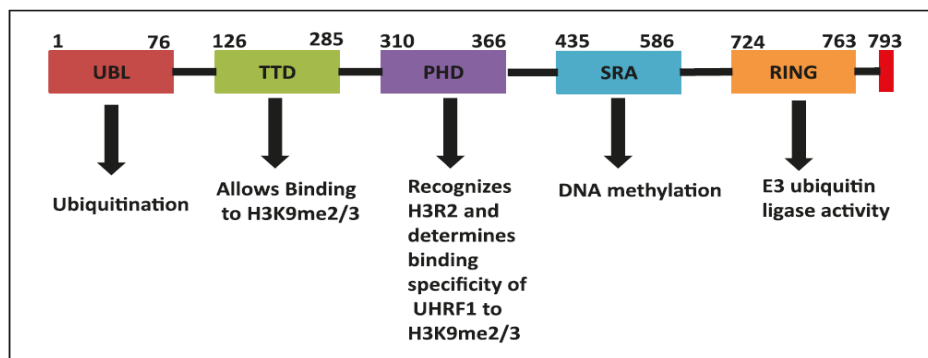 1 76 126 285 310 366 435 586 724 763 793
UBL TTD PHD SRA RING
Ubiquitination
Allows Binding
to H3K9me2/3
Recognizes
H3R2 and
determines
binding
specificity of
UHRF1 to
H3K9me2/3
DNA methylation
E3 ubiquitin
ligase activity